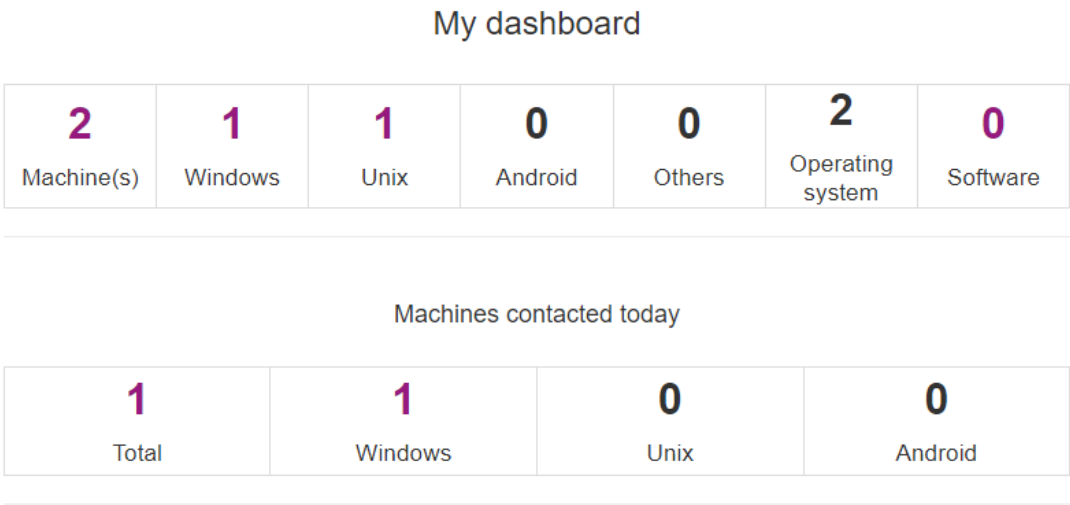 My dashboard
2 1 1 0 0 2 0
Machine(s) Windows Unix Android Others Operating system Software
Machines contacted today
1 1 0 0
Total Windows Unix Android